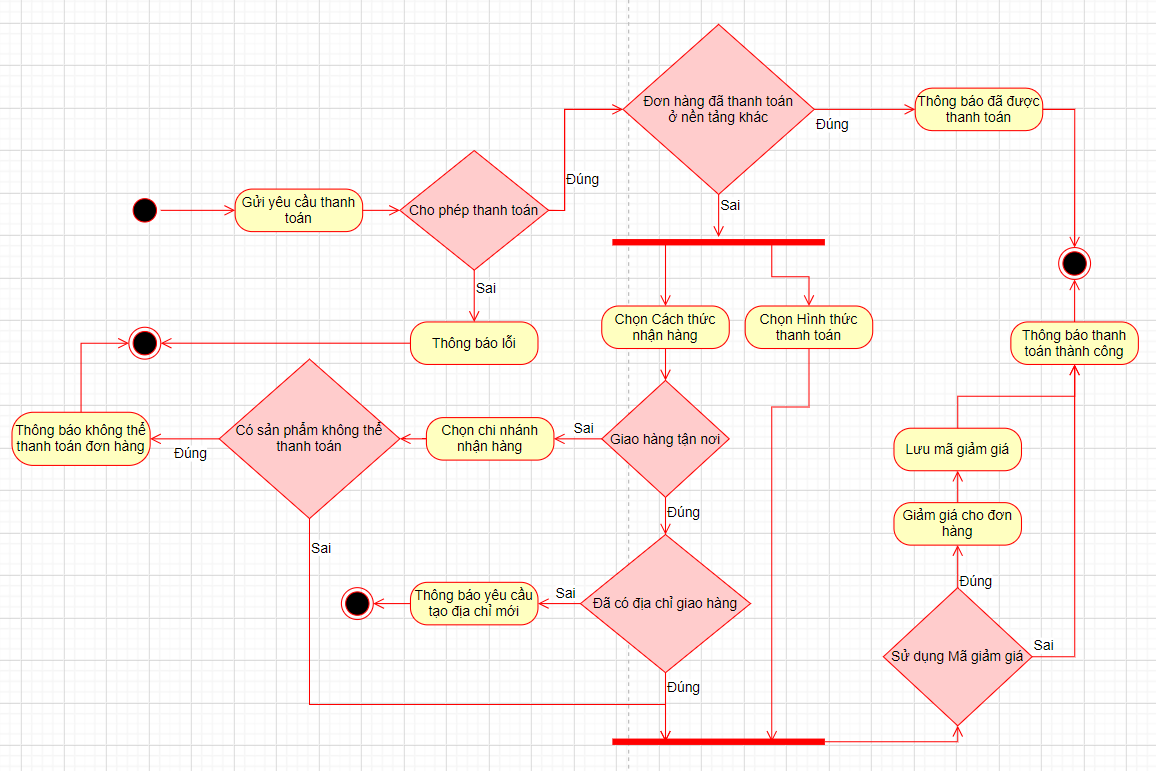 Đơn hàng đã thanh toán
ở nền tảng khác
Đúng
Thông báo đã được
thanh toán
Gửi yêu cầu thanh
toán
Cho phép thanh toán
Đúng
Sai
Sai
Thông báo lỗi
Chọn Cách thức
nhận hàng
Chọn Hình thức
thanh toán
Thông báo thanh
toán thành công
Thông báo không thể
thanh toán đơn hàng
Đúng
Có sản phẩm không thể
thanh toán
Chọn chi nhánh
nhận hàng
Sai
Giao hàng tận nơi
Lưu mã giảm giá
Đúng
Giảm giá cho đơn
hàng
Sai
Thông báo yêu cầu
tạo địa chỉ mới
Sai
Đã có địa chỉ giao hàng
Đúng
Sử dụng Mã giảm giá
Sai
Đúng